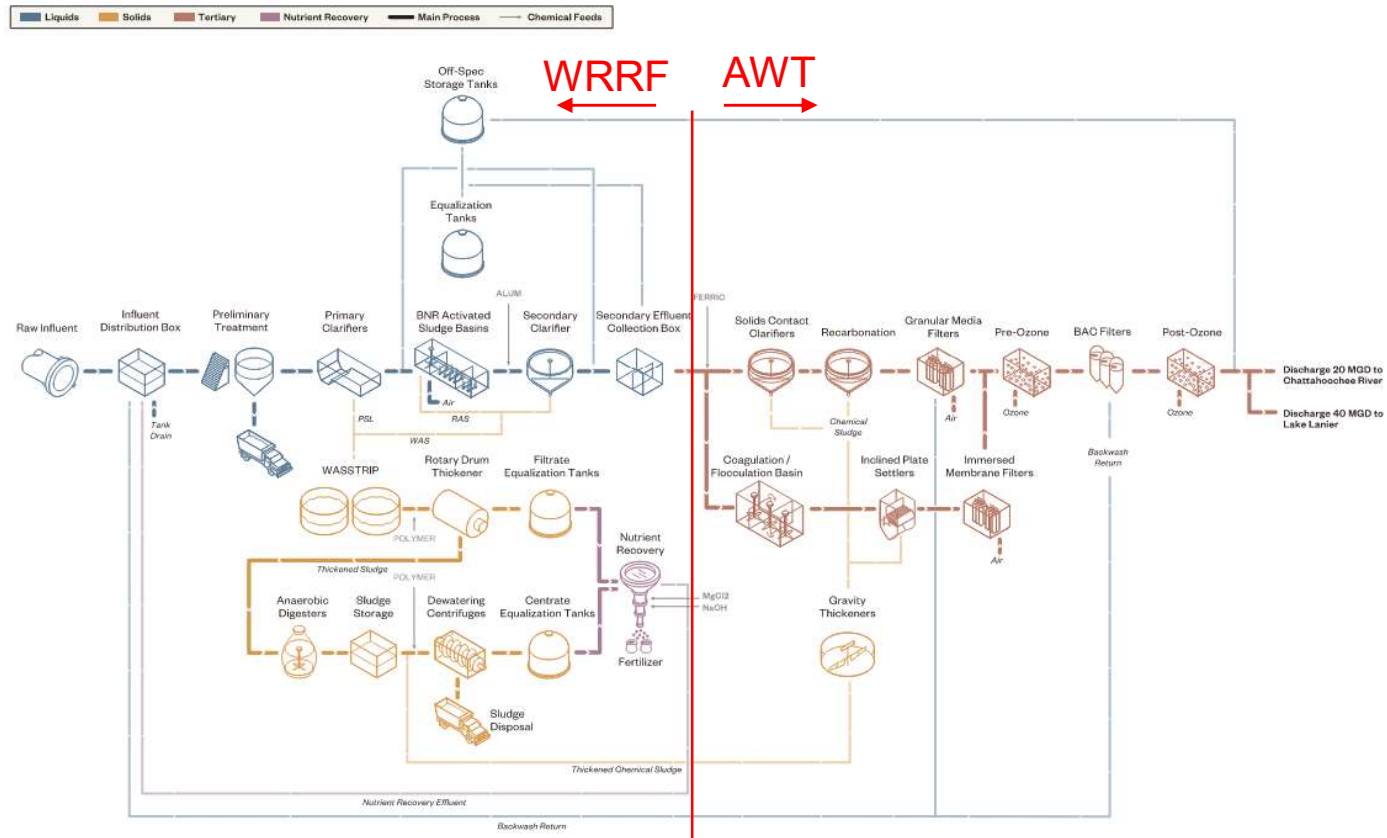 Liquids
Solids
Tertiary
Nutrient Recovery
Main Process
Chemical Feeds
WRRF
AWT
Off-Spec
Storage Tanks
Equalization
Tanks
Raw Influent
Influent
Distribution Box
Preliminary
Treatment
Primary
Clarifiers
BNR Activated
Sludge Basins
ALUM
Secondary
Clarifier
Secondary Effluent
Collection Box
FERRIC
Solids Contact
Clarifiers
Recarbonation
Granular Media
Filters
Pre-Ozone
BAC Filters
Post-Ozone
Discharge 20 MGD to
Chattahoochee River
Discharge 40 MGD to
Lake Lanier
Tank
Drain
PSL
Air
RAS
WAS
Chemical
Sludge
Air
Ozone
Ozone
Backwash
Return
WASSTRIP
Rotary Drum
Thickener
Filtrate
Equalization Tanks
Coagulation /
Flocculation Basin
Inclined Plate
Settlers
Immersed
Membrane Filters
Air
POLYMER
Thickened Sludge
POLYMER
Nutrient
Recovery
MgCl2
NaOH
Fertilizer
Anaerobic
Digesters
Sludge
Storage
Dewatering
Centrifuges
Centrate
Equalization Tanks
Gravity
Thickeners
Sludge
Disposal
Thickened Chemical Sludge
Nutrient Recovery Effluent
Backwash Return